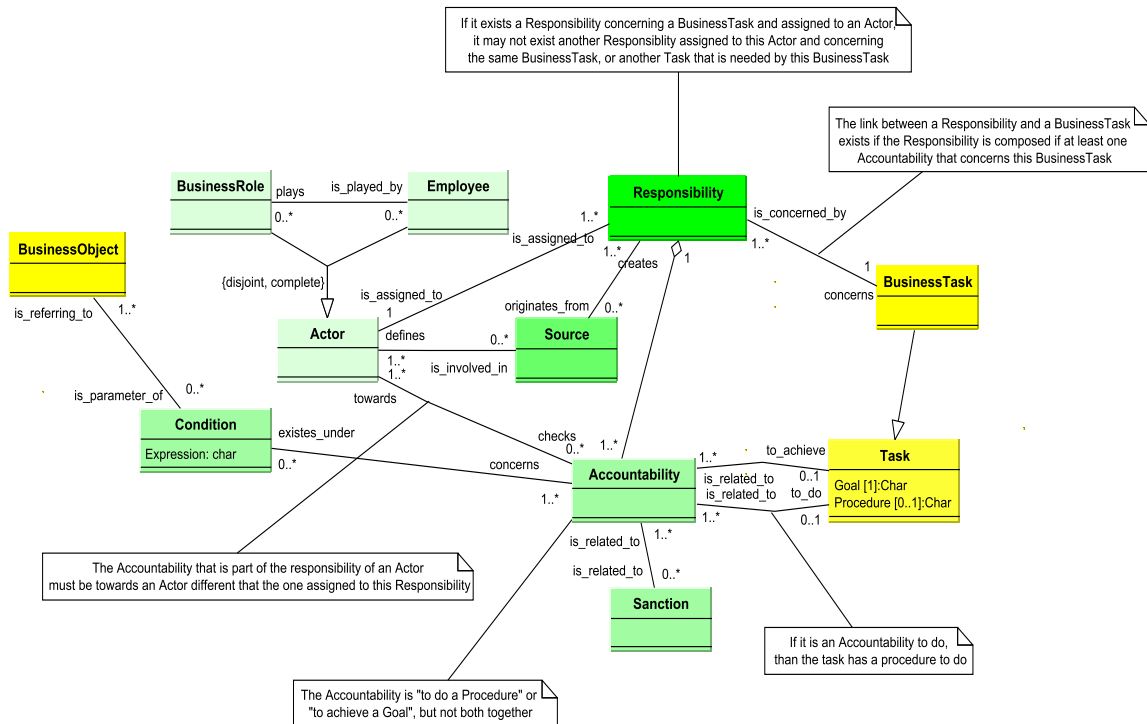 If it exists a Responsibility concerning a BusinessTask and assigned to an Actor,
it may not exist another Responsiblity assigned to this Actor and concerning
the same BusinessTask, or another Task that is needed by this BusinessTask
The link between a Responsibility and a BusinessTask
exists if the Responsibility is composed if at least one
Accountability that concerns this BusinessTask
BusinessRole
plays
0..*
is_played_by
0..*
Employee
Responsibility
1..*
is_assigned_to
1..*
creates
1
is_concerned_by
1..*
BusinessObject
is_referring_to
1..*
{disjoint, complete}
is_assigned_to
1
originates_from
0..*
1
concerns
BusinessTask
Actor
defines
0..*
1..*
is_involved_in
Source
1..*
towards
is_parameter_of
0..*
Condition
Expression: char
existes_under
0..*
checks
0..*
1..*
concerns
1..*
Accountability
1..*
to_achieve
is_related_to
0..1
is_related_to
to_do
1..*
0..1
Task
Goal [1]:Char
Procedure [0..1]:Char
is_related_to
1..*
is_related_to
0..*
Sanction
The Accountability that is part of the responsibility of an Actor
must be towards an Actor different that the one assigned to this Responsibility
If it is an Accountability to do,
than the task has a procedure to do
The Accountability is "to do a Procedure" or
"to achieve a Goal", but not both together